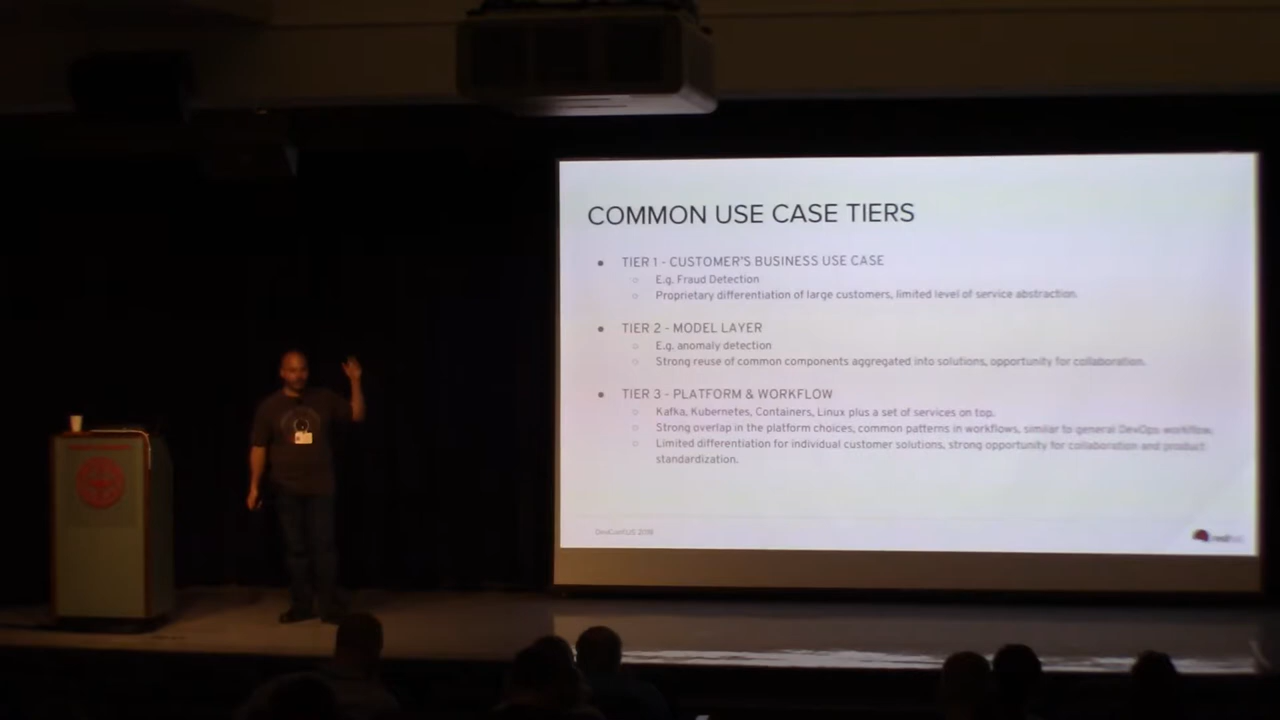 COMMON USE CASE TIERS
TIER 1 - CUSTOMER'S BUSINESS USE CASE
E.g. Fraud Detection
Proprietary differentiation of large customers, limited level of service abstraction.
TIER 2 - MODEL LAYER
E.g. anomaly detection
Strong reuse of common components aggregated into solutions, opportunity for collaboration.
TIER 3 - PLATFORM & WORKFLOW
Kafka, Kubernetes, Containers, Linux plus a set of services on top.
Strong overlap in the platform choices, common patterns in workflows, similar to general DevOps workflow.
Limited differentiation for individual customer solutions, strong opportunity for collaboration and product
standardization.
DevConf.US 2018
redhat